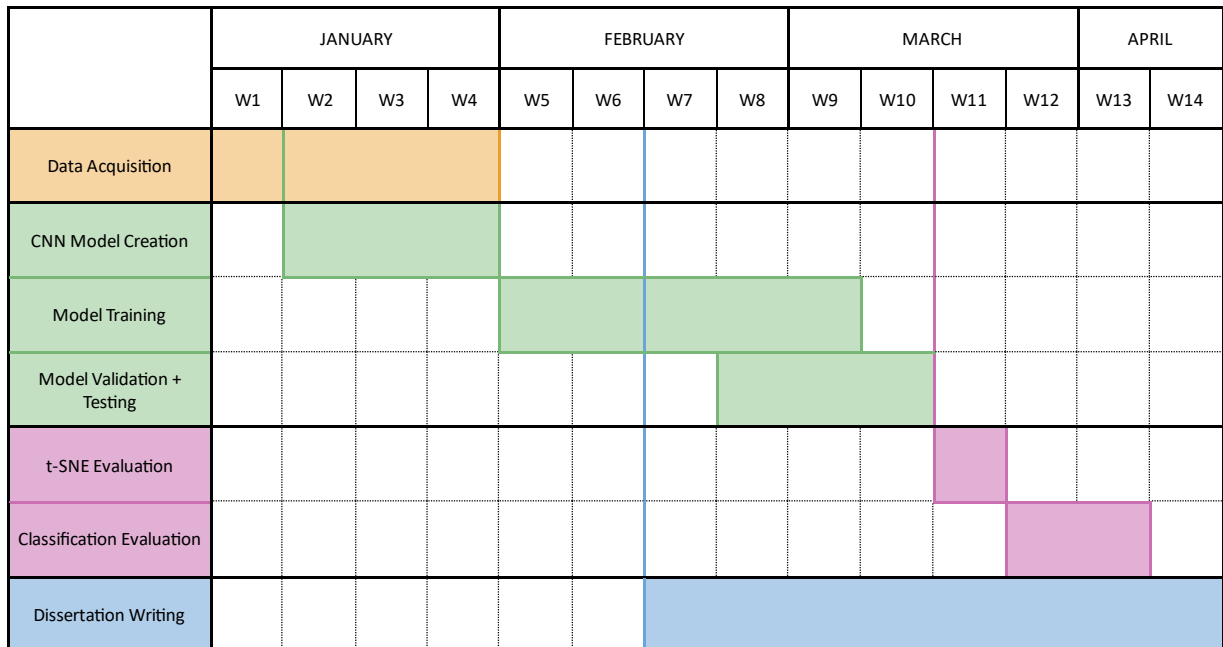 JANUARY FEBRUARY MARCH APRIL
W1 W2 W3 W4 W5 W6 W7 W8 W9 W10 W11 W12 W13 W14
Data Acquisition
CNN Model Creation
Model Training
Model Validation +
Testing
t-SNE Evaluation
Classification Evaluation
Dissertation Writing